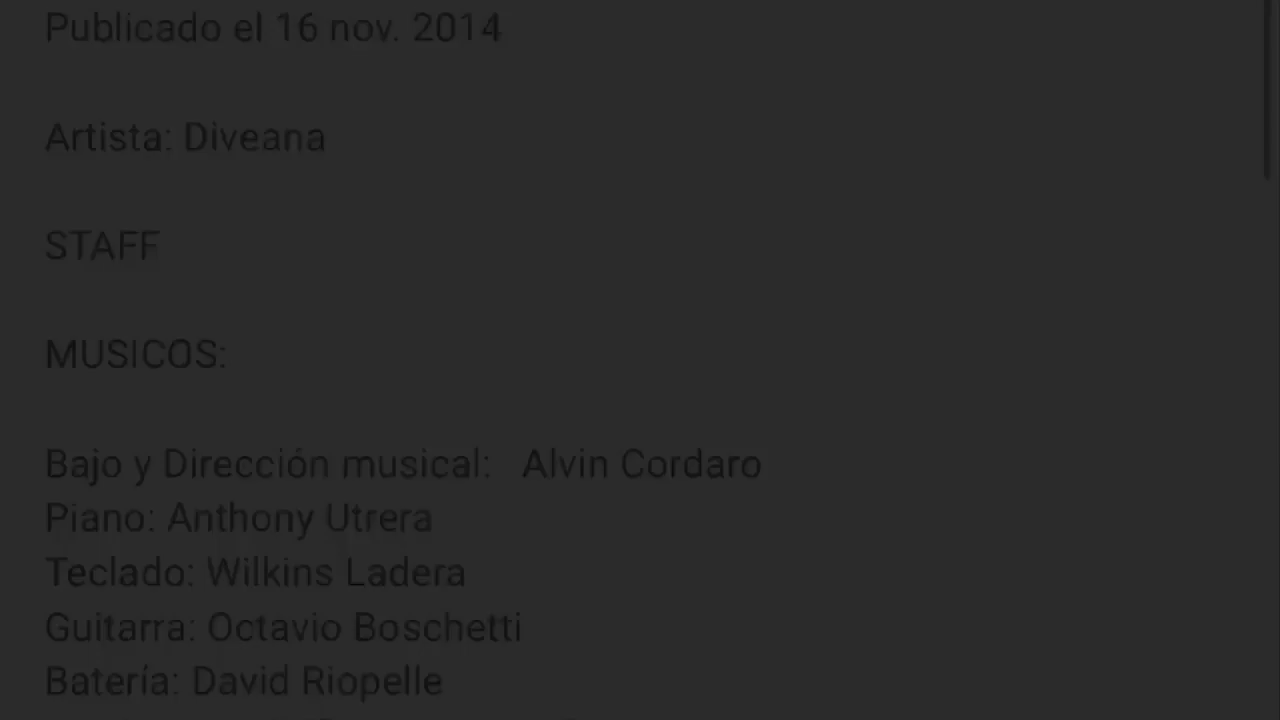 Publicado el 16 nov. 2014
Artista: Diveana
STAFF
MUSICOS:
Bajo y Dirección musical: Alvin Cordaro
Piano: Anthony Utrera
Teclado: Wilkins Ladera
Guitarra: Octavio Boschetti
Batería: David Riopelle